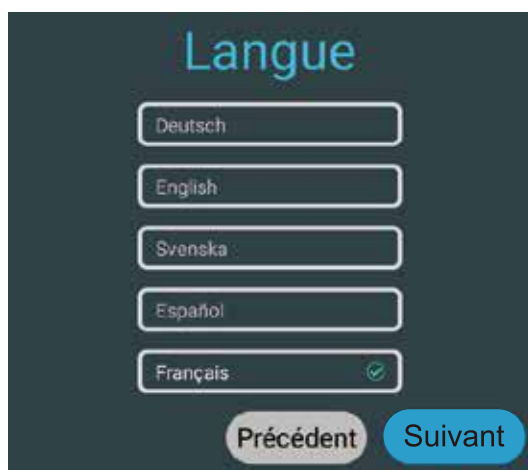 Langue
Deutsch
English
Svenska
Español
Français
Précédent Suivant